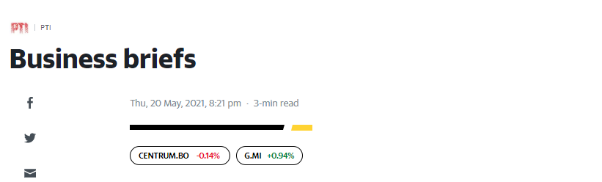 PTI | PTI
Business briefs
Thu, 20 May, 2021, 8:21 pm · 3-min read
CENTRUM.BO -0.14% G.MI +0.94%